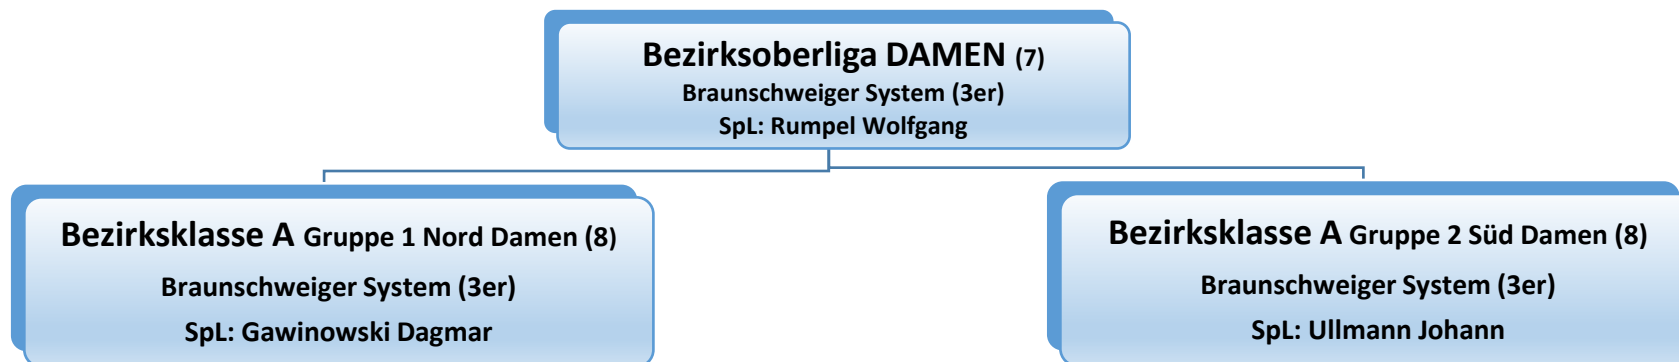 Bezirksoberliga DAMEN (7)
Braunschweiger System (3er)
SpL: Rumpel Wolfgang
Bezirksklasse A Gruppe 1 Nord Damen (8)
Braunschweiger System (3er)
SpL: Gawinowski Dagmar
Bezirksklasse A Gruppe 2 Süd Damen (8)
Braunschweiger System (3er)
SpL: Ullmann Johann